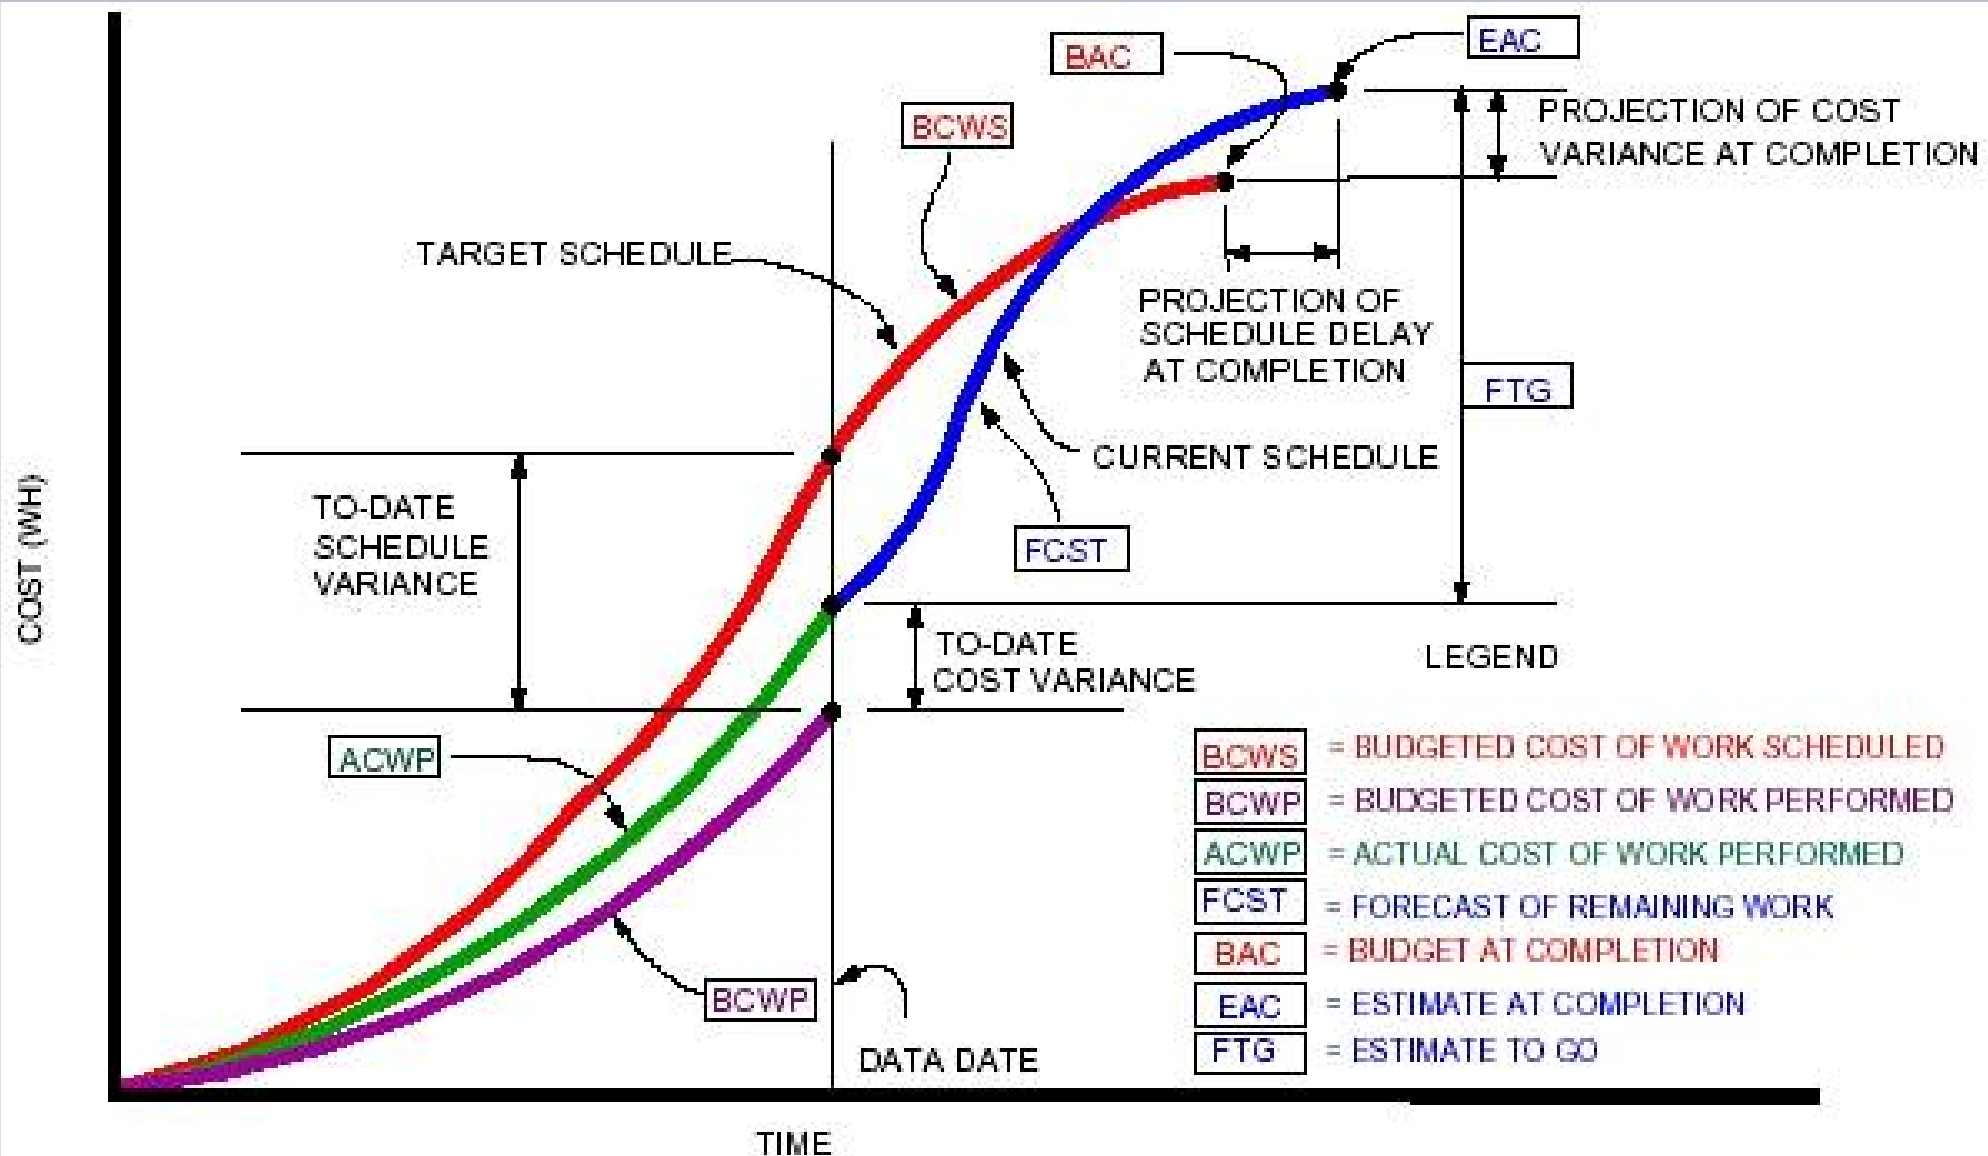 EAC
BAC
PROJECTION OF COST
VARIANCE AT COMPLETION
BCWS
TARGET SCHEDULE
PROJECTION OF
SCHEDULE DELAY
AT COMPLETION
FTG
CURRENT SCHEDULE
TO-DATE
SCHEDULE
VARIANCE
FCST
COST (WH)
TO-DATE
COST VARIANCE
LEGEND
ACWP
BCWS = BUDGETED COST OF WORK SCHEDULED
BCWP = BUDGETED COST OF WORK PERFORMED
ACWP = ACTUAL COST OF WORK PERFORMED
FCST = FORECAST OF REMAINING WORK
BAC = BUDGET AT COMPLETION
EAC = ESTIMATE AT COMPLETION
FTG = ESTIMATE TO GO
BCWP
DATA DATE
TIME